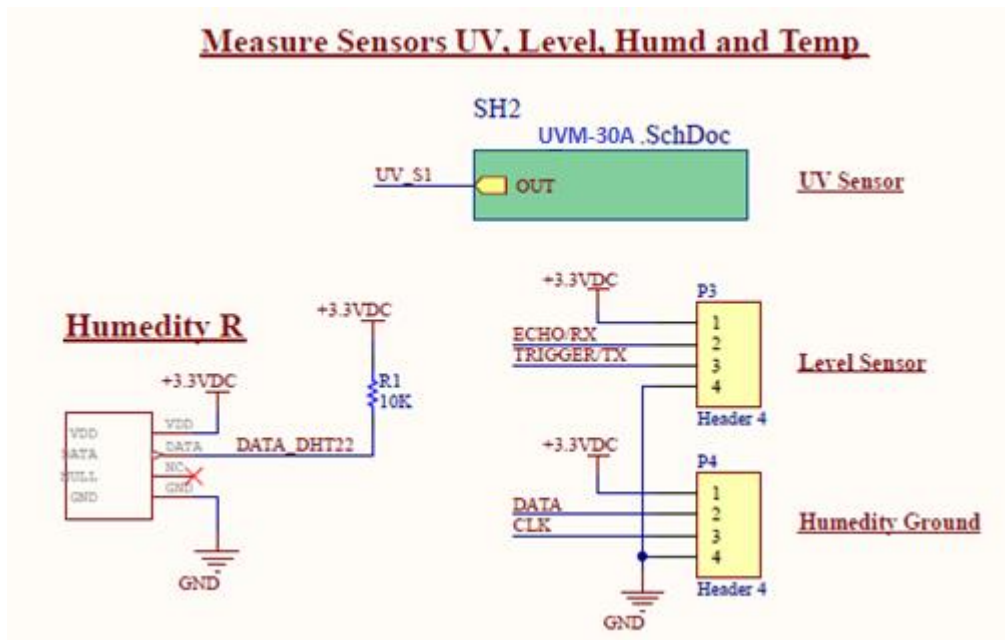 Measure Sensors UV, Level, Humd and Temp
SH2
UVM-30A .SchDoc
UV_S1
OUT
UV Sensor
+3.3VDC
P3
1
ECHO/RX
2
TRIGGER/TX
3
4
Header 4
Level Sensor
Humedity R
+3.3VDC
R1
10K
+3.3VDC
VDD
VDD
DATA
DATA
DATA_DHT22
NULL
NC
GND
GND
GND
+3.3VDC
P4
1
DATA
2
CLK
3
4
Header 4
Humedity Ground
GND